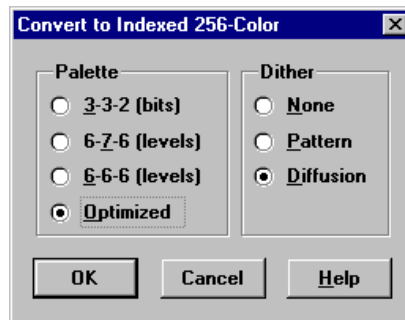 Convert to Indexed 256-Color
Palette
3-3-2 (bits)
6-7-6 (levels)
6-6-6 (levels)
Optimized
Dither
None
Pattern
Diffusion
OK
Cancel
Help